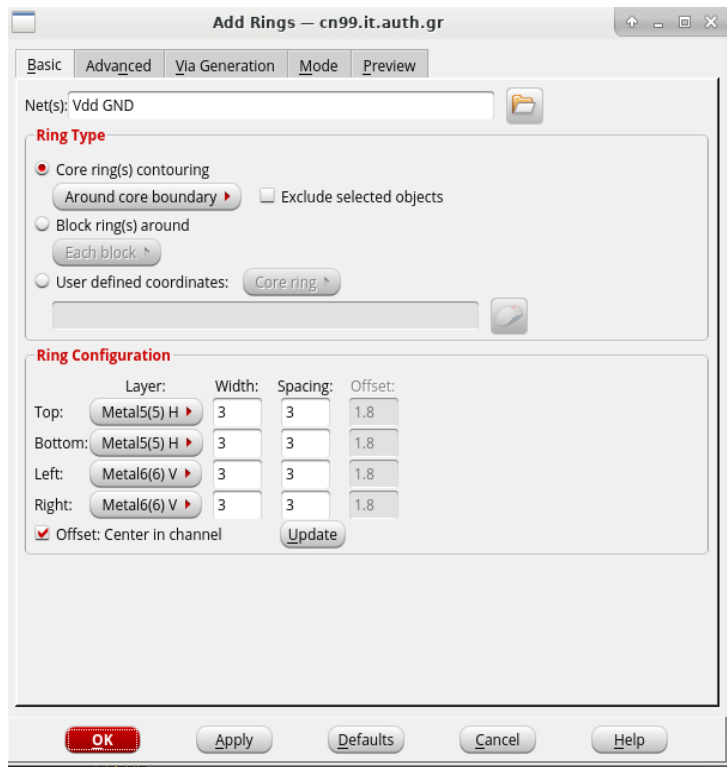 Add Rings — cn99.it.auth.gr
Basic Advanced Via Generation Mode Preview
Net(s): Vdd GND
Ring Type
Core ring(s) contouring
Around core boundary Exclude selected objects
Block ring(s) around
Each block
User defined coordinates: Core ring
Ring Configuration
Layer: Width: Spacing: Offset:
Top: Metal5(5) H 3 3 1.8
Bottom: Metal5(5) H 3 3 1.8
Left: Metal6(6) V 3 3 1.8
Right: Metal6(6) V 3 3 1.8
Offset: Center in channel Update
OK Apply Defaults Cancel Help